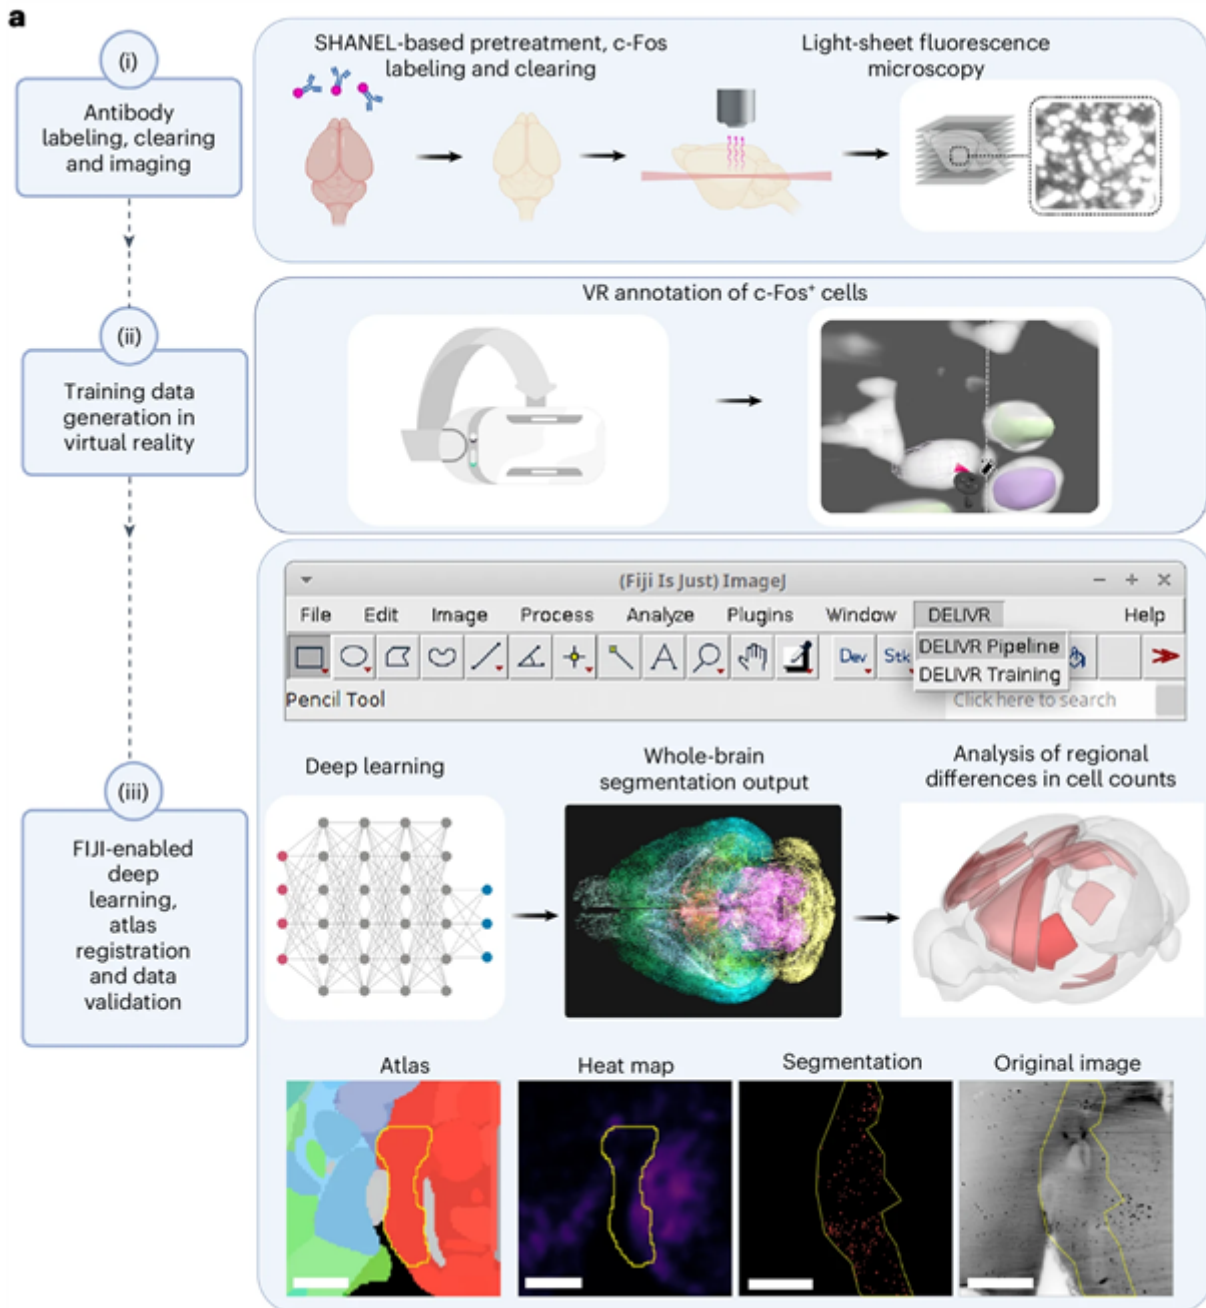 a
(i)
Antibody
labeling, clearing
and imaging
SHANEL-based pretreatment, c-Fos
labeling and clearing
Light-sheet fluorescence
microscopy
(ii)
Training data
generation in
virtual reality
VR annotation of c-Fos⁺ cells
(iii)
FIJI-enabled
deep
learning,
atlas
registration
and data
validation
(Fiji Is Just) ImageJ
File Edit Image Process Analyze Plugins Window DELIVR Help
Dev Stk
DELIVR Pipeline
DELIVR Training
Pencil Tool
Click here to search
Deep learning
Whole-brain
segmentation output
Analysis of regional
differences in cell counts
Atlas
Heat map
Segmentation
Original image